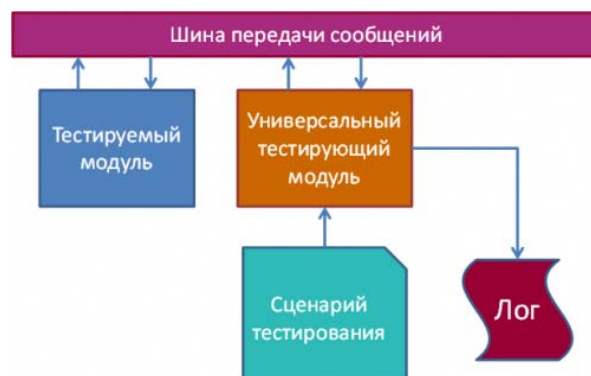 Шина передачи сообщений
Тестируемый
модуль
Универсальный
тестирующий
модуль
Сценарий
тестирования
Лог